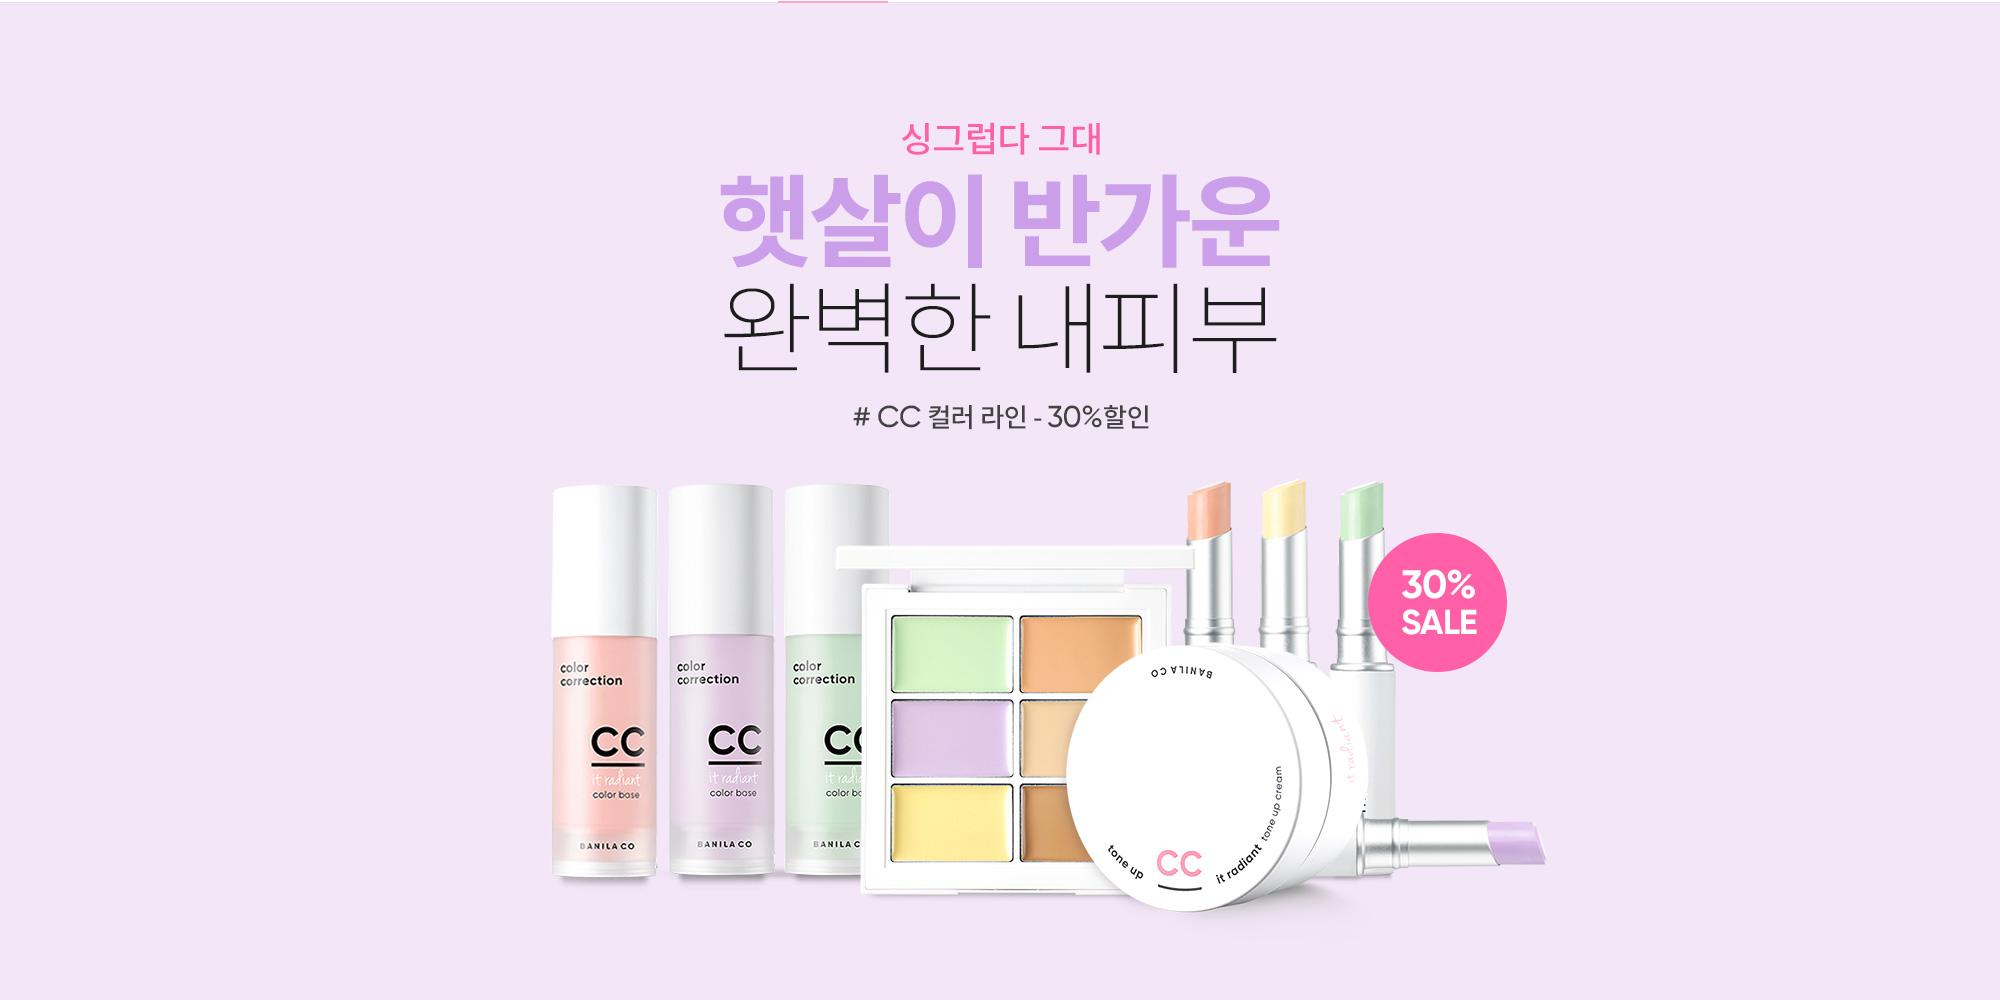 싱그럽다 그대
햇살이 반가운
완벽한 내피부
# CC 컬러 라인 - 30%할인
30%
SALE
color
correction
CC
it radiant
color base
BANILA CO
color
correction
CC
it radiant
color base
BANILA CO
color
correction
BANILA CO
tone up
CC
it radiant tone up cream
it radiant